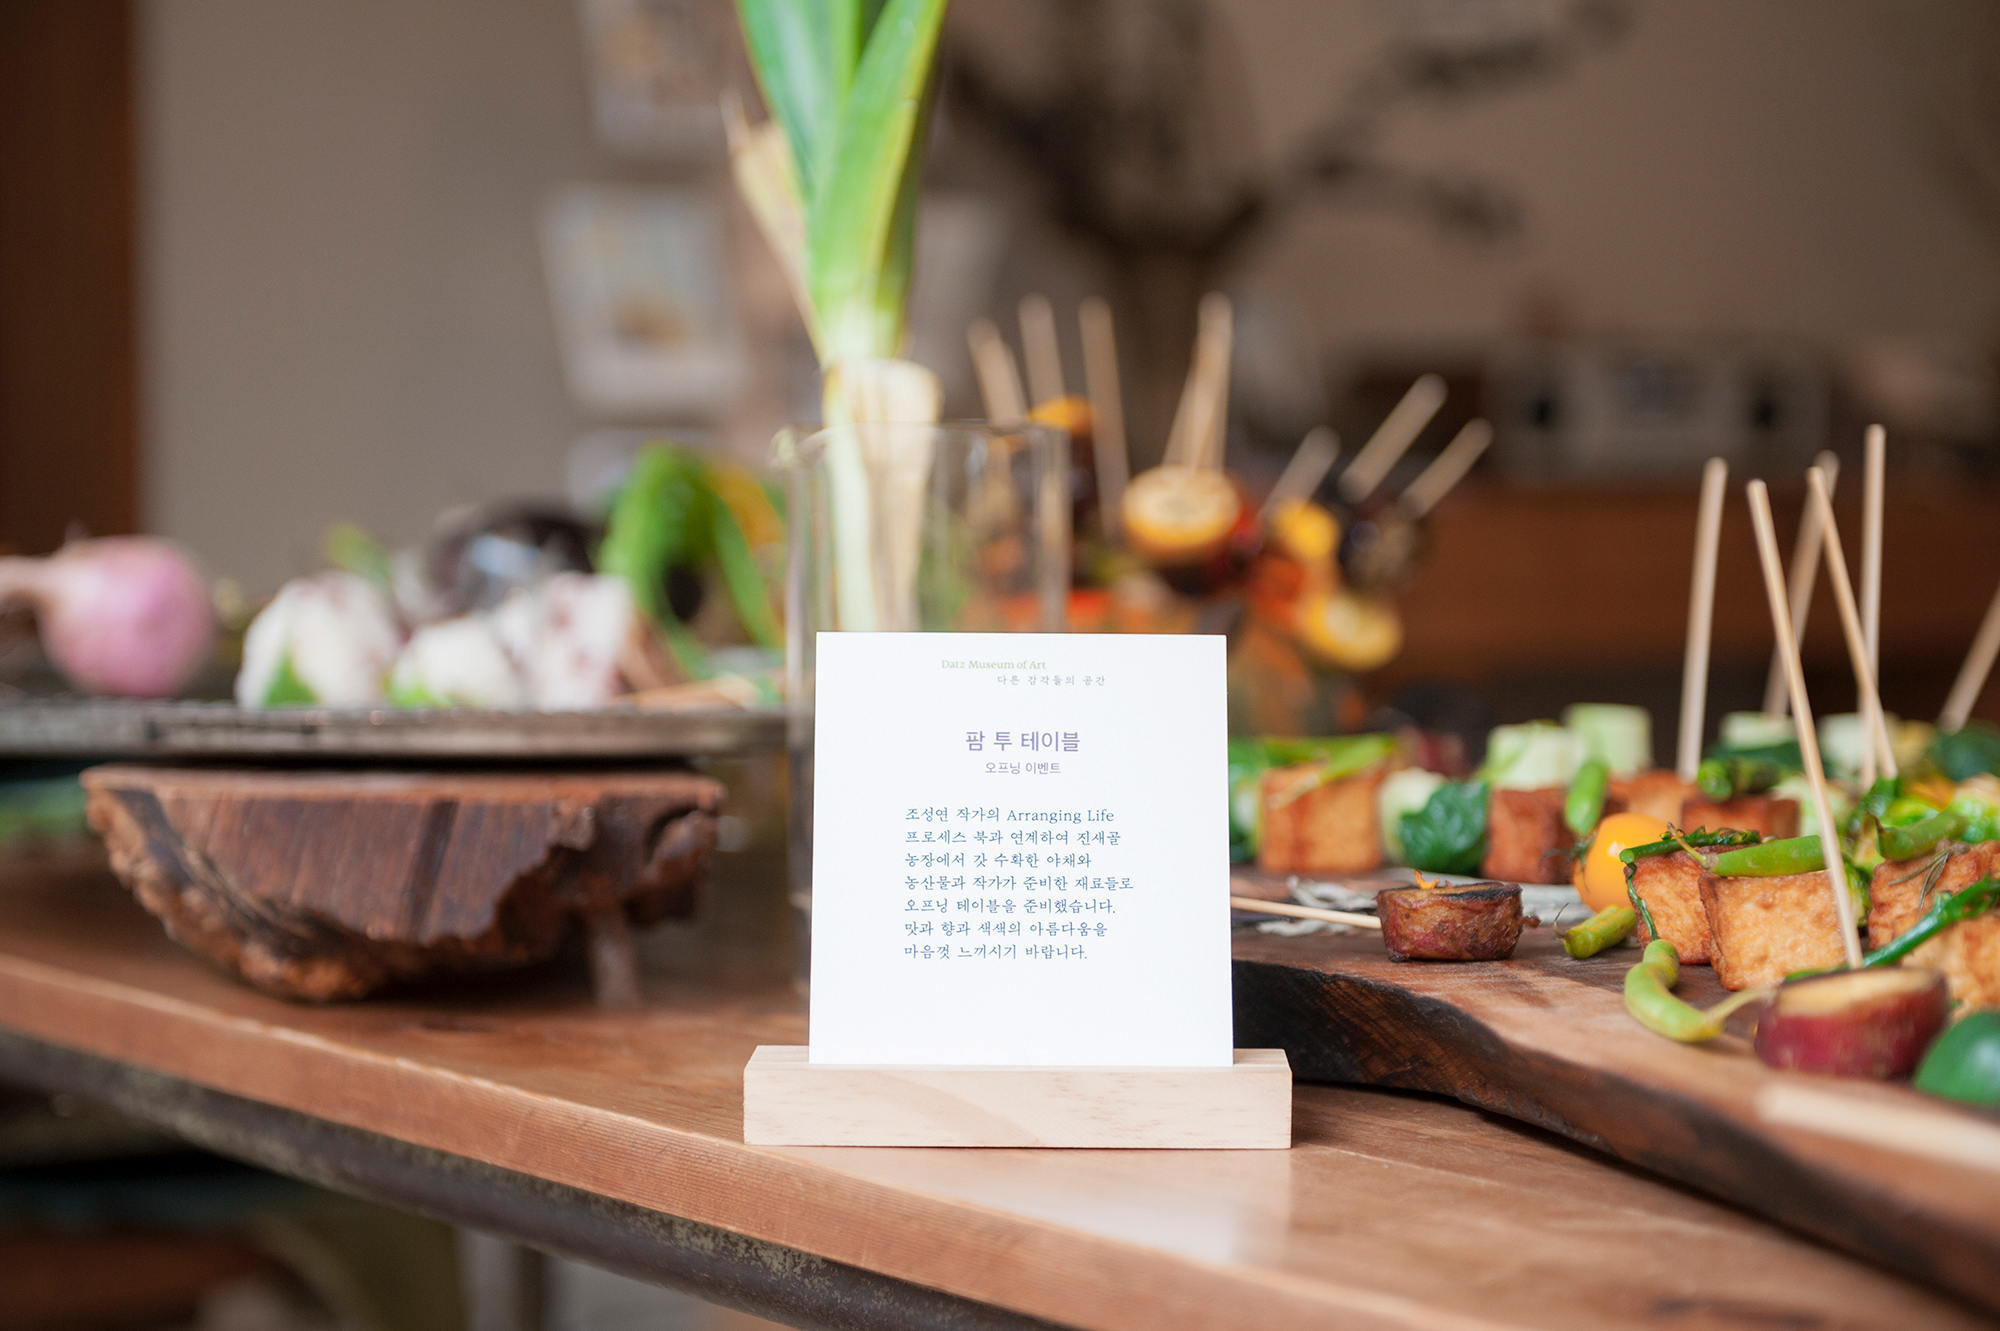 Datz Museum of Art
다른 감각들의 공간
팜 투 테이블
오프닝 이벤트
조성연 작가의 Arranging Life
프로세스 북과 연계하여 진새골
농장에서 갓 수확한 야채와
농산물과 작가가 준비한 재료들로
오프닝 테이블을 준비했습니다.
맛과 향과 색색의 아름다움을
마음껏 느끼시기 바랍니다.